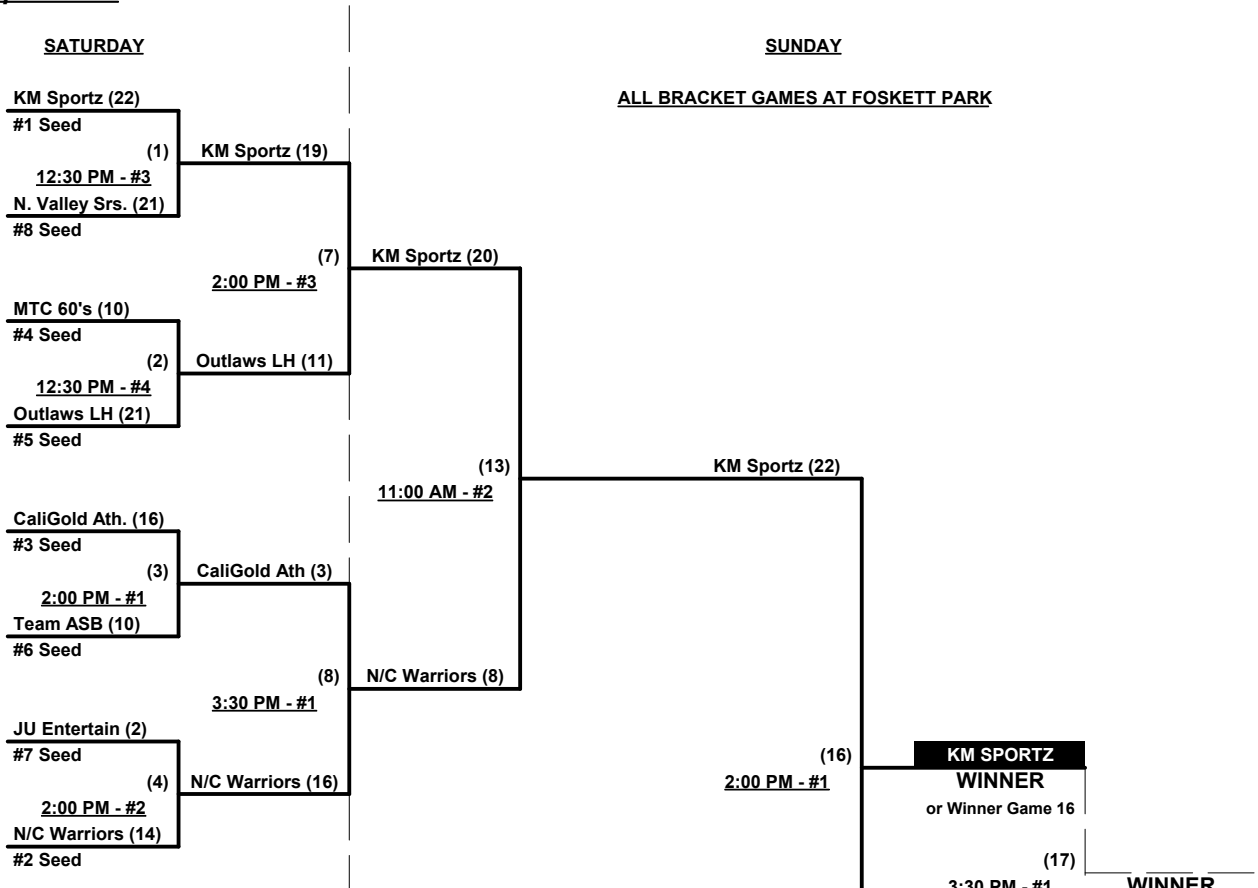 SATURDAY
SUNDAY
ALL BRACKET GAMES AT FOSKETT PARK
KM Sportz (22)
#1 Seed
(1)
KM Sportz (19)
12:30 PM - #3
N. Valley Srs. (21)
#8 Seed
(7)
KM Sportz (20)
2:00 PM - #3
MTC 60's (10)
#4 Seed
(2)
Outlaws LH (11)
12:30 PM - #4
Outlaws LH (21)
#5 Seed
(13)
KM Sportz (22)
11:00 AM - #2
CaliGold Ath. (16)
#3 Seed
(3)
CaliGold Ath (3)
2:00 PM - #1
Team ASB (10)
#6 Seed
(8)
N/C Warriors (8)
3:30 PM - #1
JU Entertain (2)
#7 Seed
(4)
N/C Warriors (16)
2:00 PM - #2
N/C Warriors (14)
#2 Seed
(16)
2:00 PM - #1
KM SPORTZ
WINNER
or Winner Game 16
(17)
3:30 PM - #1
WINNER